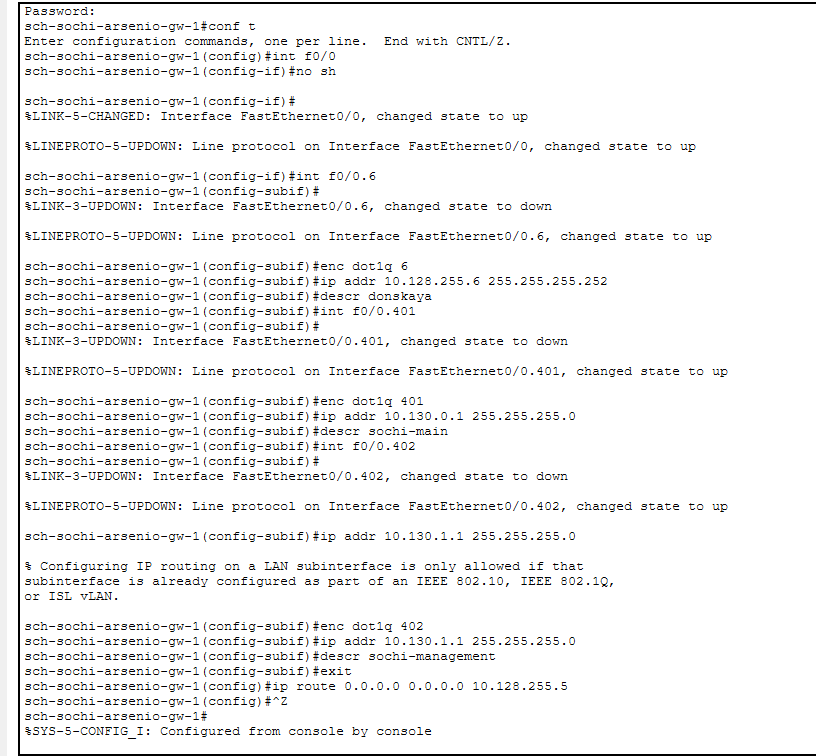 Password:
sch-sochi-arsenio-gw-1#conf t
Enter configuration commands, one per line.  End with CNTL/Z.
sch-sochi-arsenio-gw-1(config)#int f0/0
sch-sochi-arsenio-gw-1(config-if)#no sh
sch-sochi-arsenio-gw-1(config-if)#
%LINK-5-CHANGED: Interface FastEthernet0/0, changed state to up
%LINEPROTO-5-UPDOWN: Line protocol on Interface FastEthernet0/0, changed state to up
sch-sochi-arsenio-gw-1(config-if)#int f0/0.6
sch-sochi-arsenio-gw-1(config-subif)#
%LINK-3-UPDOWN: Interface FastEthernet0/0.6, changed state to down
%LINEPROTO-5-UPDOWN: Line protocol on Interface FastEthernet0/0.6, changed state to up
sch-sochi-arsenio-gw-1(config-subif)#enc dot1q 6
sch-sochi-arsenio-gw-1(config-subif)#ip addr 10.128.255.6 255.255.255.252
sch-sochi-arsenio-gw-1(config-subif)#descr donskaya
sch-sochi-arsenio-gw-1(config-subif)#int f0/0.401
sch-sochi-arsenio-gw-1(config-subif)#
%LINK-3-UPDOWN: Interface FastEthernet0/0.401, changed state to down
%LINEPROTO-5-UPDOWN: Line protocol on Interface FastEthernet0/0.401, changed state to up
sch-sochi-arsenio-gw-1(config-subif)#enc dot1q 401
sch-sochi-arsenio-gw-1(config-subif)#ip addr 10.130.0.1 255.255.255.0
sch-sochi-arsenio-gw-1(config-subif)#descr sochi-main
sch-sochi-arsenio-gw-1(config-subif)#int f0/0.402
sch-sochi-arsenio-gw-1(config-subif)#
%LINK-3-UPDOWN: Interface FastEthernet0/0.402, changed state to down
%LINEPROTO-5-UPDOWN: Line protocol on Interface FastEthernet0/0.402, changed state to up
sch-sochi-arsenio-gw-1(config-subif)#ip addr 10.130.1.1 255.255.255.0
% Configuring IP routing on a LAN subinterface is only allowed if that
subinterface is already configured as part of an IEEE 802.10, IEEE 802.1Q,
or ISL vLAN.
sch-sochi-arsenio-gw-1(config-subif)#enc dot1q 402
sch-sochi-arsenio-gw-1(config-subif)#ip addr 10.130.1.1 255.255.255.0
sch-sochi-arsenio-gw-1(config-subif)#descr sochi-management
sch-sochi-arsenio-gw-1(config-subif)#exit
sch-sochi-arsenio-gw-1(config)#ip route 0.0.0.0 0.0.0.0 10.128.255.5
sch-sochi-arsenio-gw-1(config)#^Z
sch-sochi-arsenio-gw-1#
%SYS-5-CONFIG_I: Configured from console by console